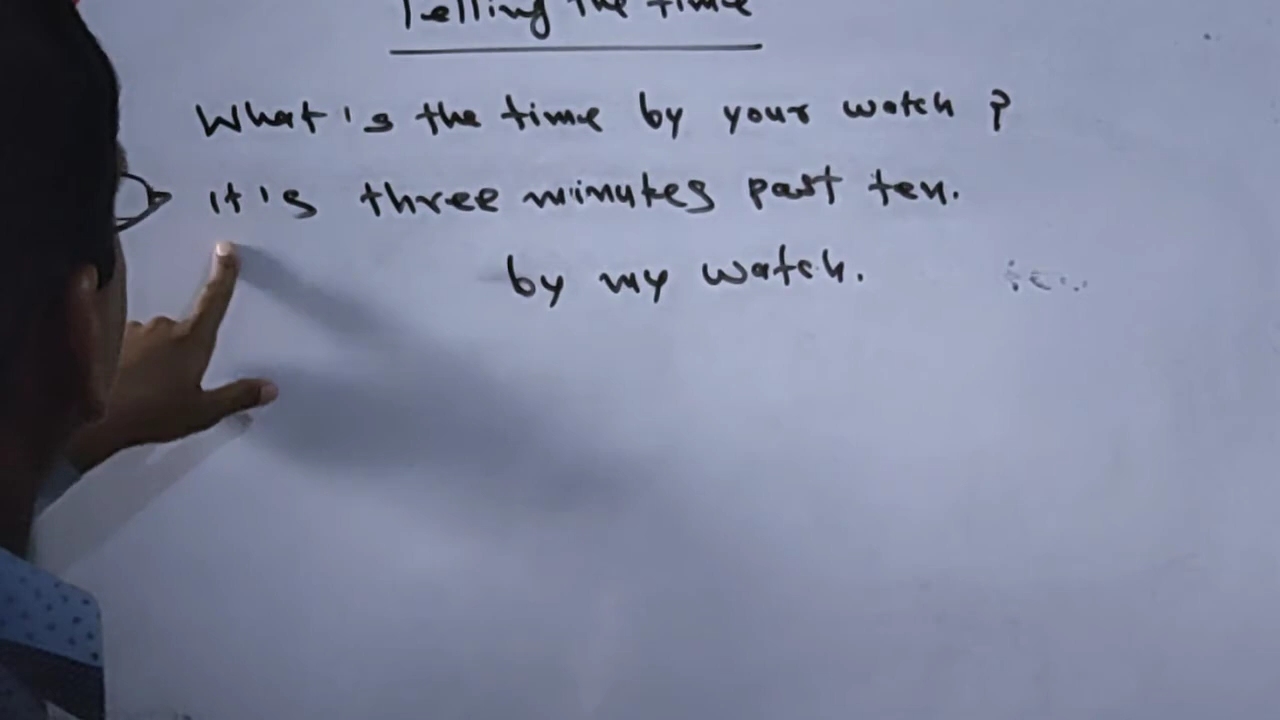 Telling the time
What's the time by your watch ?
it's three minutes past ten.
by my watch.